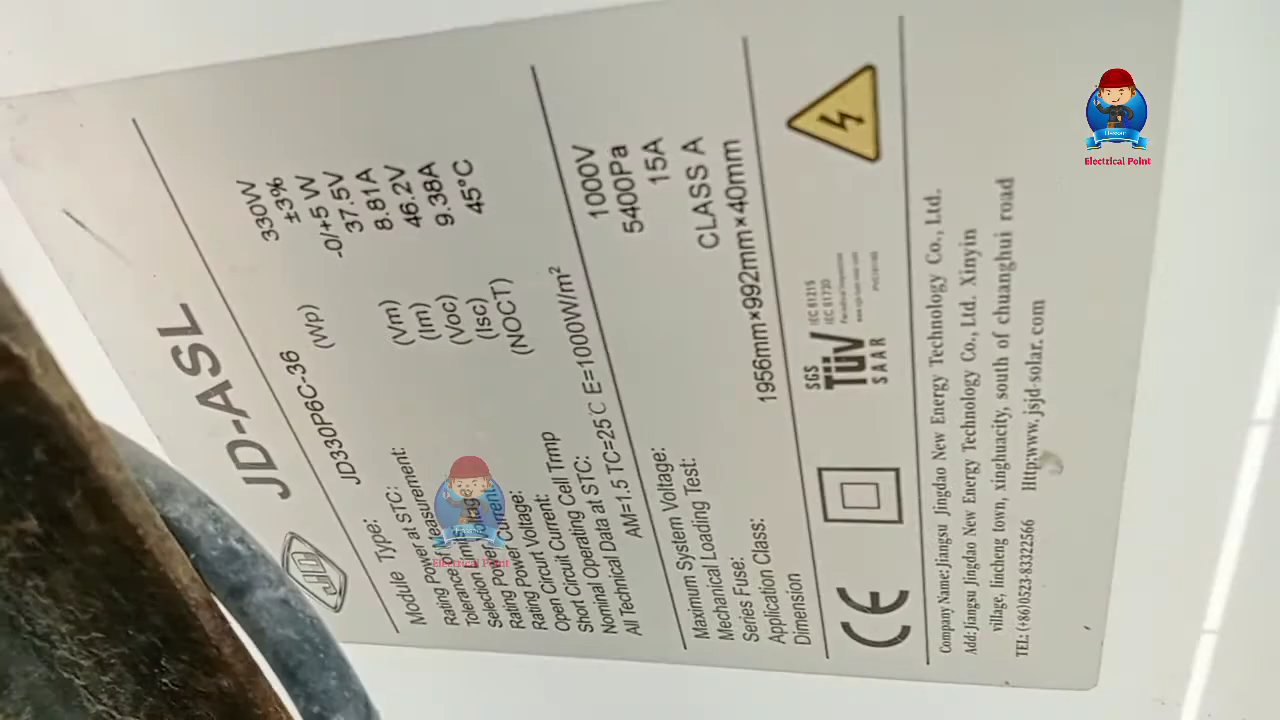 JD-ASL
Module Type: JD330P6C-36
Rating Power at STC: (Wp) 330W
Tolerance of Measurement: ±3%
Selection Power -0/+5 W
Rating Power Voltage: (Vm) 37.5V
Rating Power Current: (Im) 8.81A
Open Circuirt Voltage: (Voc) 46.2V
Short Circuit Current: (Isc) 9.38A
Nominal Operating Cell Trmp (NOCT) 45°C
All Technical Data at STC:
AM=1.5 TC=25℃ E=1000W/m²
Maximum System Voltage: 1000V
Mechanical Loading Test: 5400Pa
Series Fuse: 15A
Application Class: CLASS A
Dimension 1956mm×992mm×40mm
CE
SGS
TÜV
SAAR
IEC 61215
IEC 61730
Company Name: Jiangsu Jingdao New Energy Technology Co., Ltd.
Add: Jiangsu Jingdao New Energy Technology Co., Ltd. Xinyin
village, lincheng town, xinghuacity, south of chuanghui road
TEL: (+86)0523-83322566 Http:www.jsjd-solar.com
Electrical Point
Electrical Point